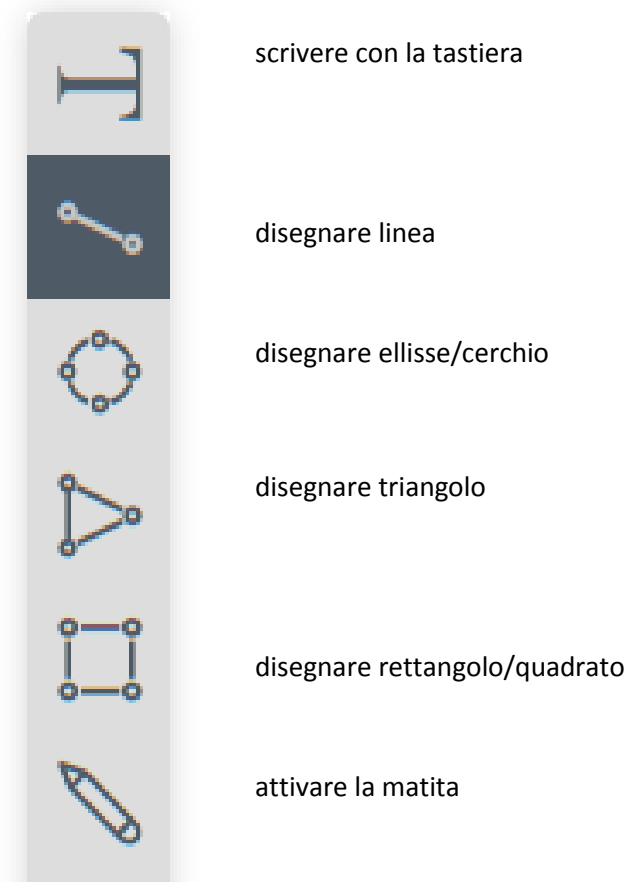 T
scrivere con la tastiera
disegnare linea
disegnare ellisse/cerchio
disegnare triangolo
disegnare rettangolo/quadrato
attivare la matita